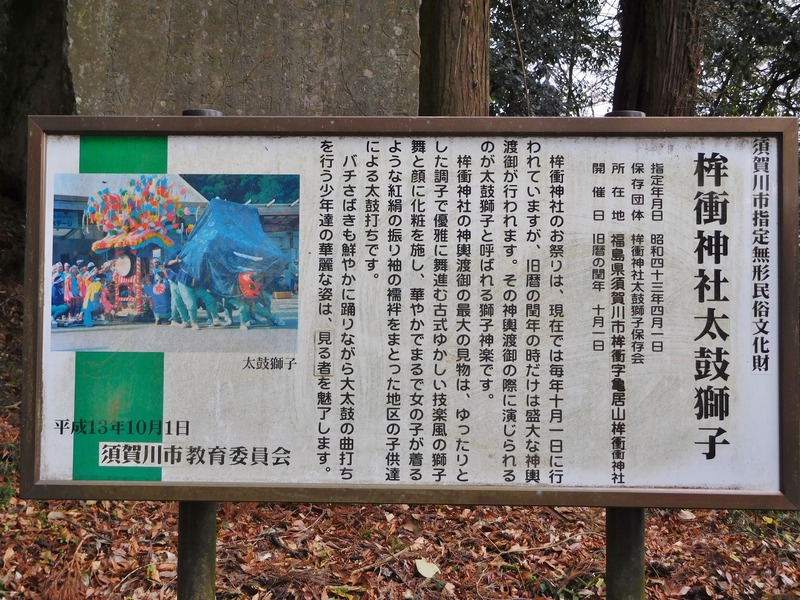 須賀川市指定無形民俗文化財
桙衝神社太鼓獅子
指定年月日　昭和四十三年四月一日
保存団体　桙衝神社太鼓獅子保存会
所在地　福島県須賀川市桙衝字亀居山桙衝神社
開催日　旧暦の閏年　十月一日
桙衝神社のお祭りは、現在では毎年十月一日に行
われていますが、旧暦の閏年の時だけは盛大な神輿
渡御が行われます。その神輿渡御の際に演じられる
のが太鼓獅子と呼ばれる獅子神楽です。
桙衝神社の神輿渡御の最大の見物は、ゆったりと
した調子で優雅に舞進む古式ゆかしい技楽風の獅子
舞と顔に化粧を施し、華やかでまるで女の子が着る
ような紅絹の振り袖の襦袢をまとった地区の子供達
による太鼓打ちです。
バチさばきも鮮やかに踊りながら大太鼓の曲打ち
を行う少年達の華麗な姿は、見る者を魅了します。
太鼓獅子
平成13年10月1日
須賀川市教育委員会